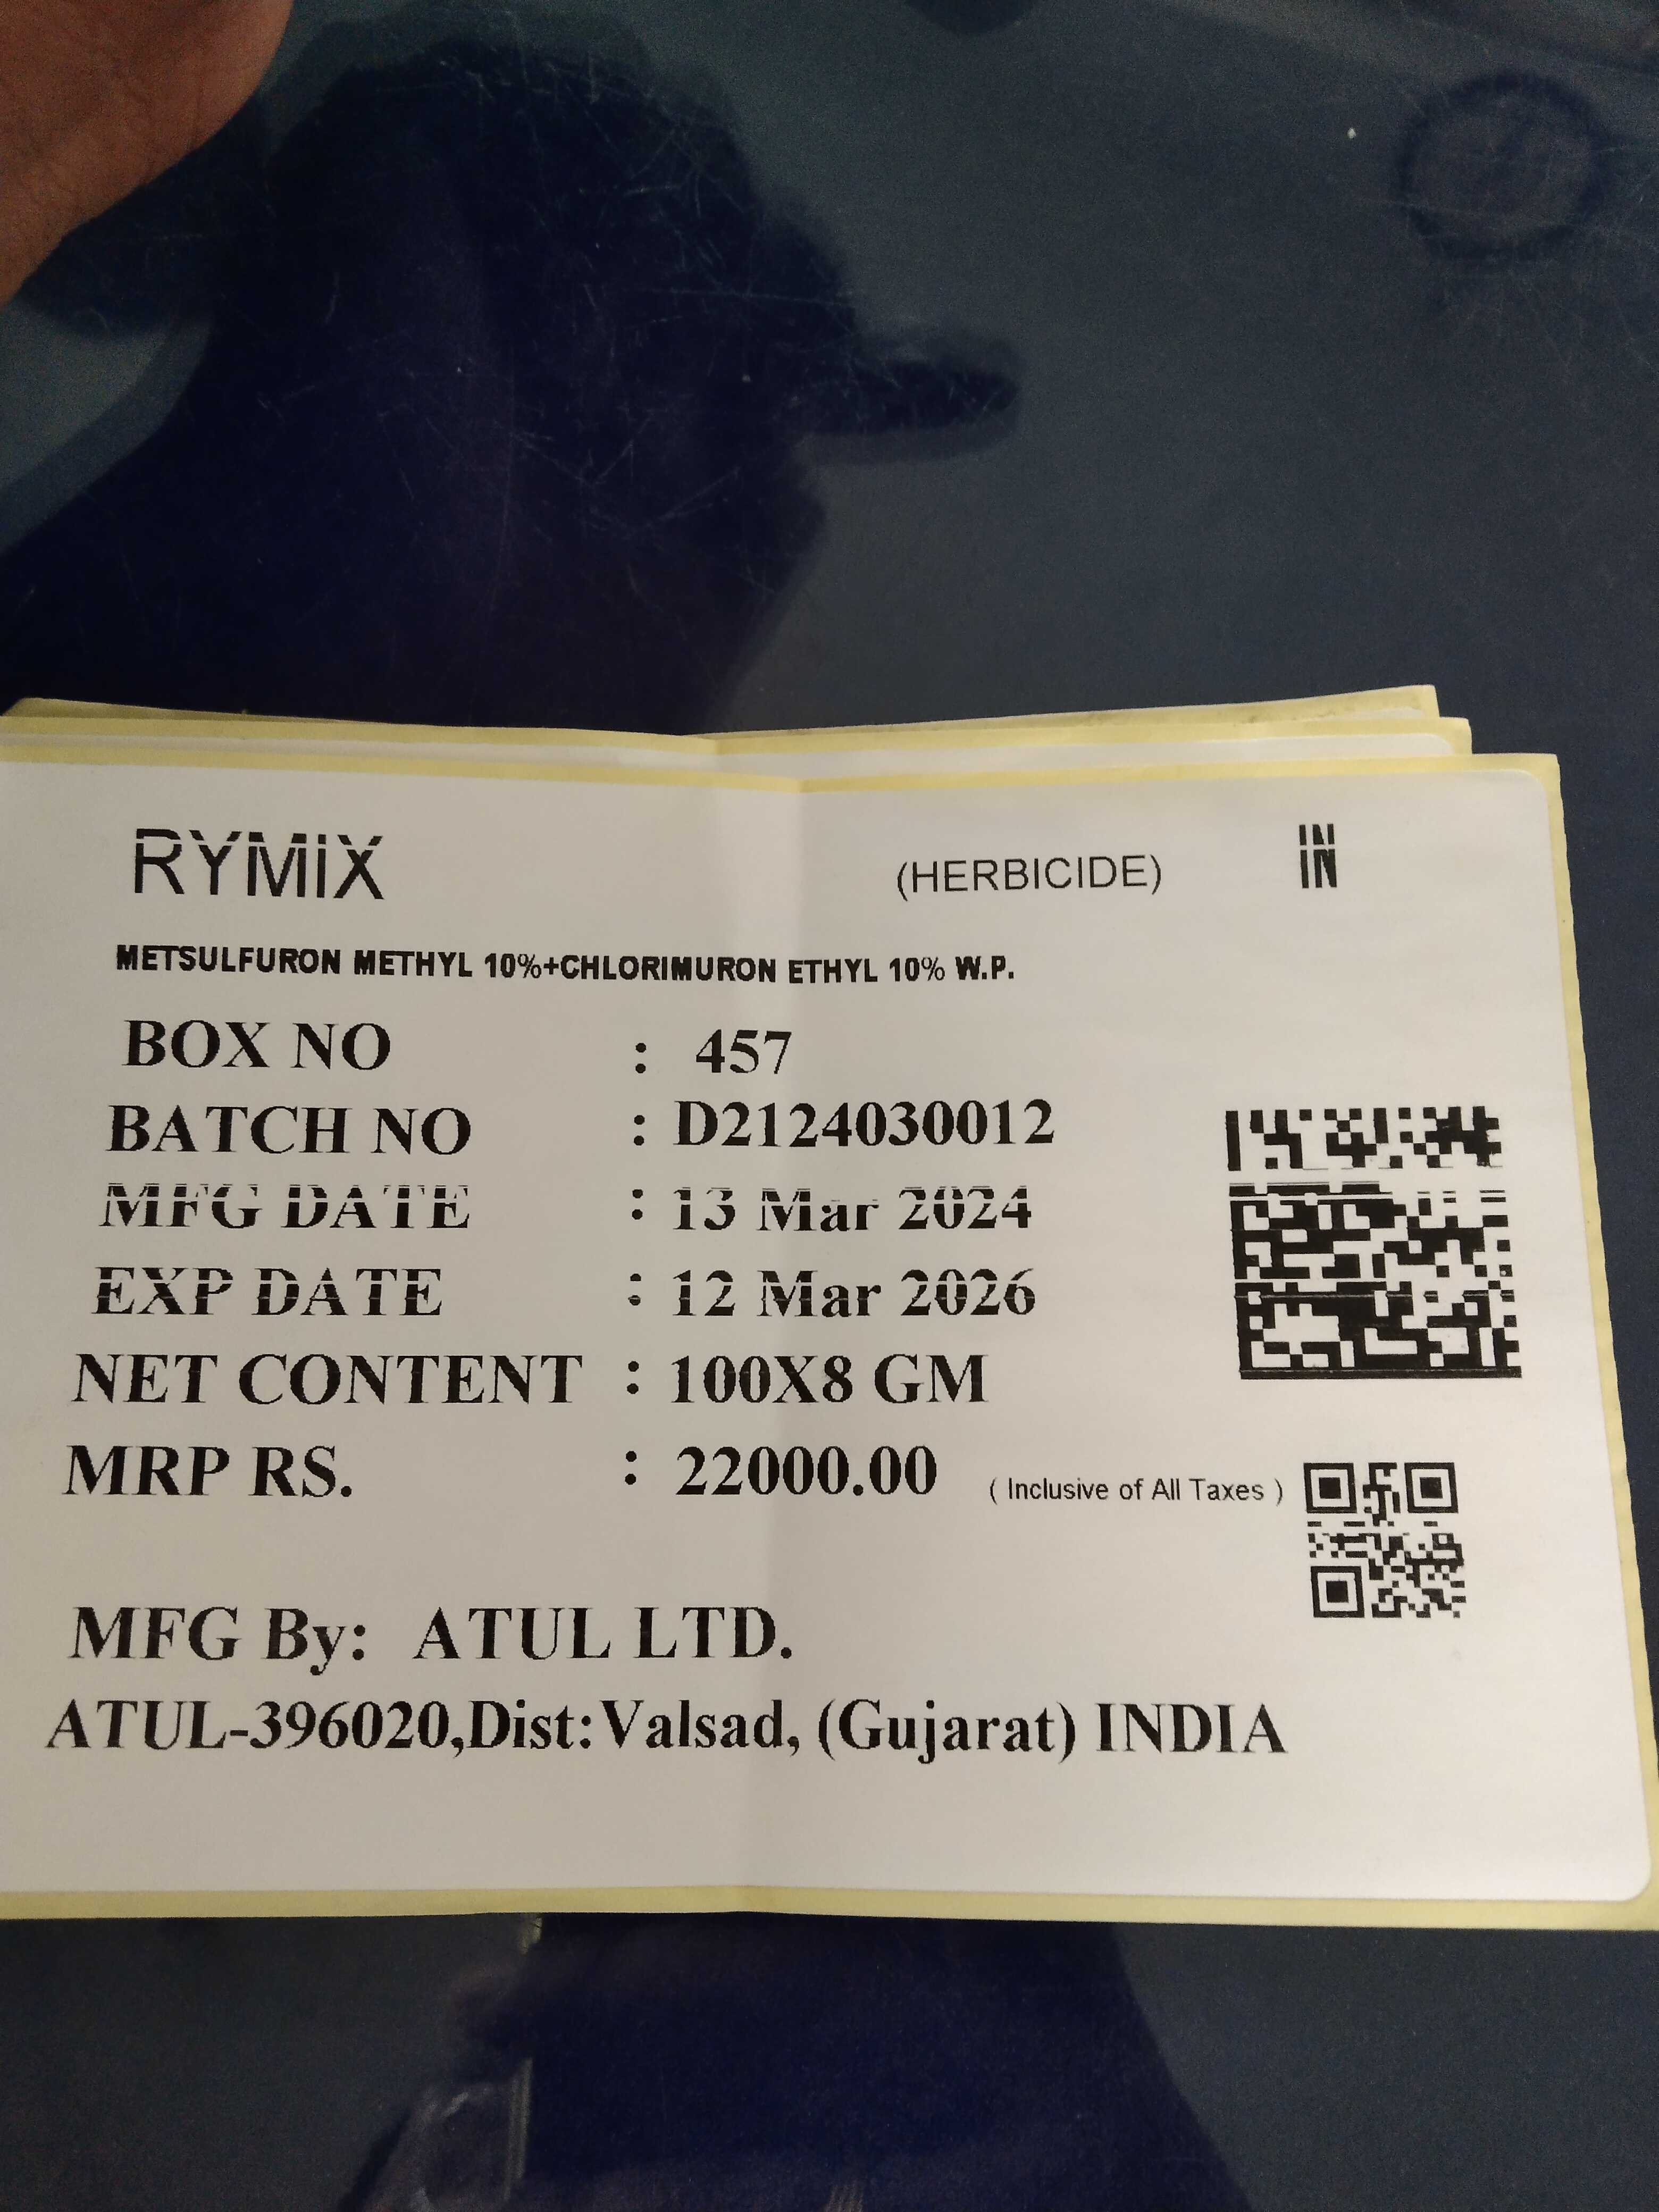 RYMIX (HERBICIDE) IN
METSULFURON METHYL 10%+CHLORIMURON ETHYL 10% W.P.
BOX NO : 457
BATCH NO : D2124030012
MFG DATE : 13 Mar 2024
EXP DATE : 12 Mar 2026
NET CONTENT : 100X8 GM
MRP RS. : 22000.00 ( Inclusive of All Taxes )
MFG By: ATUL LTD.
ATUL-396020,Dist:Valsad, (Gujarat) INDIA